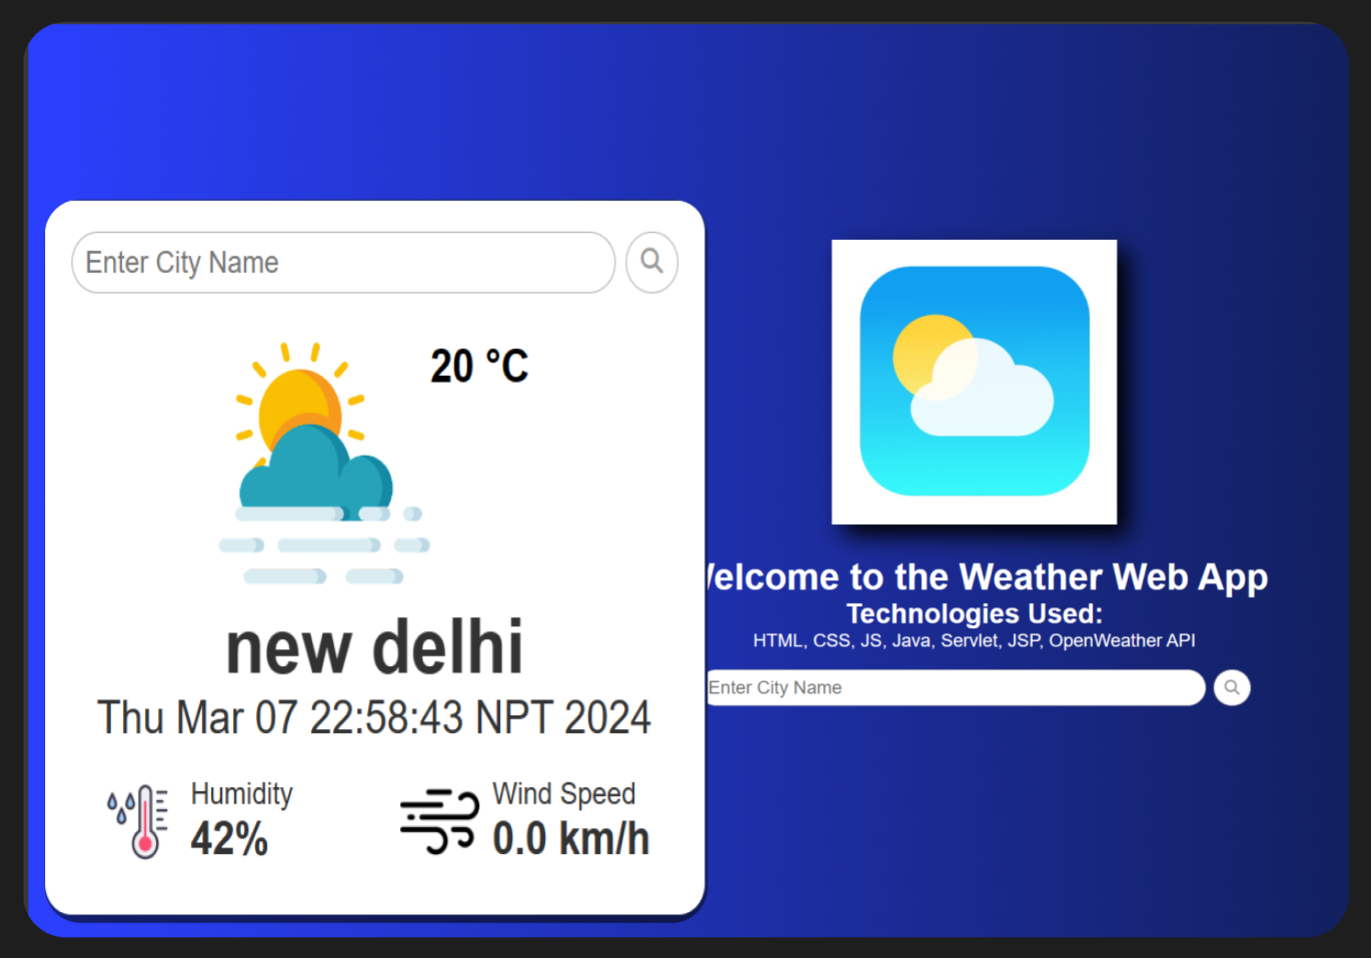 Enter City Name
20 °C
new delhi
Thu Mar 07 22:58:43 NPT 2024
Humidity
42%
Wind Speed
0.0 km/h
elcome to the Weather Web App
Technologies Used:
HTML, CSS, JS, Java, Servlet, JSP, OpenWeather API
Enter City Name